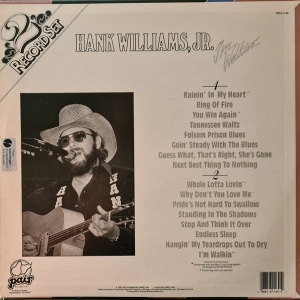 2
RECORD SET
HANK WILLIAMS, JR.
1
Rainin' In My Heart
Ring Of Fire
You Win Again
Tennessee Waltz
Folsom Prison Blues
Goin' Steady With The Blues
Guess What, That's Right, She's Gone
Next Best Thing To Nothing
2
Whole Lotta Lovin'
Why Don't You Love Me
Pride's Not Hard To Swallow
Standing In The Shadows
Stop And Think It Over
Endless Sleep
Hangin' My Teardrops Out To Dry
I'm Walkin'
HANK
pair